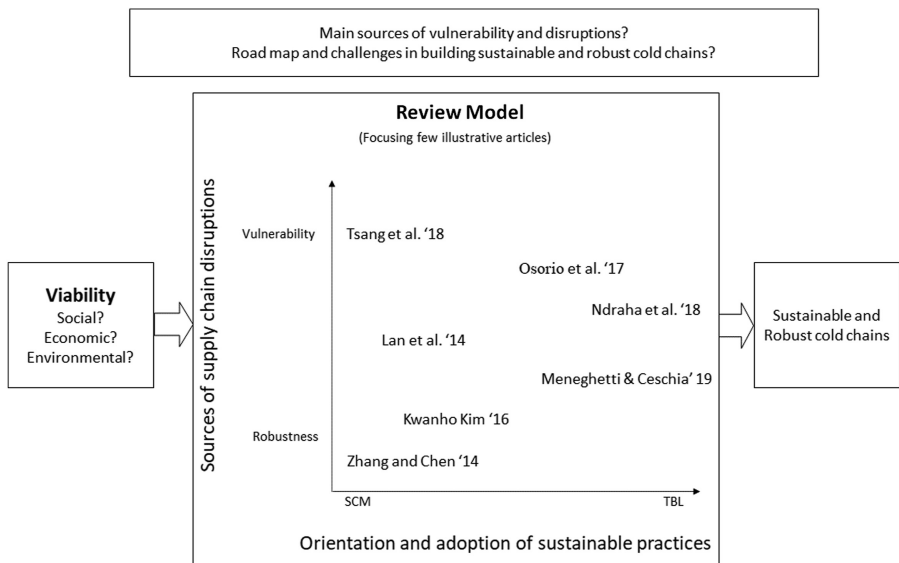 Main sources of vulnerability and disruptions?
Road map and challenges in building sustainable and robust cold chains?
Review Model
(Focusing few illustrative articles)
Sources of supply chain disruptions
Vulnerability
Tsang et al. ‘18
Osorio et al. ‘17
Viability
Social?
Economic?
Environmental?
Ndraha et al. ‘18
Sustainable and
Robust cold chains
Lan et al. ‘14
Meneghetti & Ceschia’ 19
Kwanho Kim ‘16
Robustness
Zhang and Chen ‘14
SCM
TBL
Orientation and adoption of sustainable practices